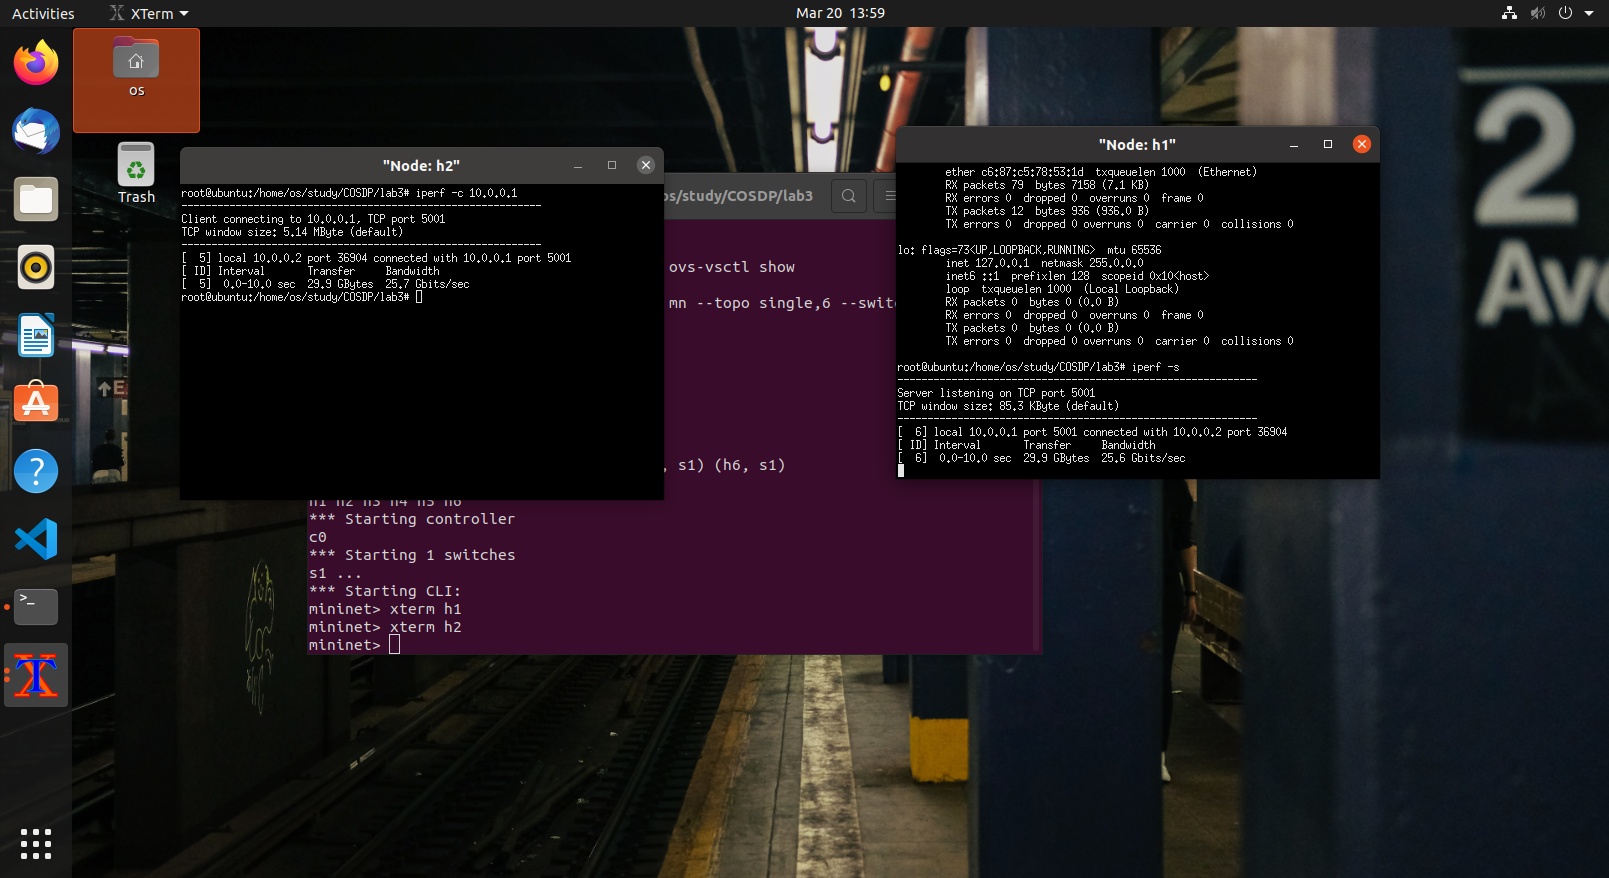 Activities
XTerm
Mar 20 13:59
os
Trash
"Node: h2"
root@ubuntu:/home/os/study/COSDP/lab3# iperf -c 10.0.0.1
------------------------------------------------------------
Client connecting to 10.0.0.1, TCP port 5001
TCP window size: 5.14 MByte (default)
------------------------------------------------------------
[  5] local 10.0.0.2 port 36904 connected with 10.0.0.1 port 5001
[ ID] Interval       Transfer     Bandwidth
[  5]  0.0-10.0 sec  29.9 GBytes  25.7 Gbits/sec
root@ubuntu:/home/os/study/COSDP/lab3#
os/study/COSDP/lab3
ovs-vsctl show
mn --topo single,6 --switc
, s1) (h6, s1)
h1 h2 h3 h4 h5 h6
*** Starting controller
c0
*** Starting 1 switches
s1 ...
*** Starting CLI:
mininet> xterm h1
mininet> xterm h2
mininet>
"Node: h1"
ether c6:87:c5:78:53:1d  txqueuelen 1000  (Ethernet)
RX packets 79  bytes 7158 (7.1 KB)
RX errors 0  dropped 0  overruns 0  frame 0
TX packets 12  bytes 936 (936.0 B)
TX errors 0  dropped 0 overruns 0  carrier 0  collisions 0
lo: flags=73<UP,LOOPBACK,RUNNING>  mtu 65536
inet 127.0.0.1  netmask 255.0.0.0
inet6 ::1  prefixlen 128  scopeid 0x10<host>
loop  txqueuelen 1000  (Local Loopback)
RX packets 0  bytes 0 (0.0 B)
RX errors 0  dropped 0  overruns 0  frame 0
TX packets 0  bytes 0 (0.0 B)
TX errors 0  dropped 0 overruns 0  carrier 0  collisions 0
root@ubuntu:/home/os/study/COSDP/lab3# iperf -s
------------------------------------------------------------
Server listening on TCP port 5001
TCP window size: 85.3 KByte (default)
------------------------------------------------------------
[  6] local 10.0.0.1 port 5001 connected with 10.0.0.2 port 36904
[ ID] Interval       Transfer     Bandwidth
[  6]  0.0-10.0 sec  29.9 GBytes  25.6 Gbits/sec
2
Ave